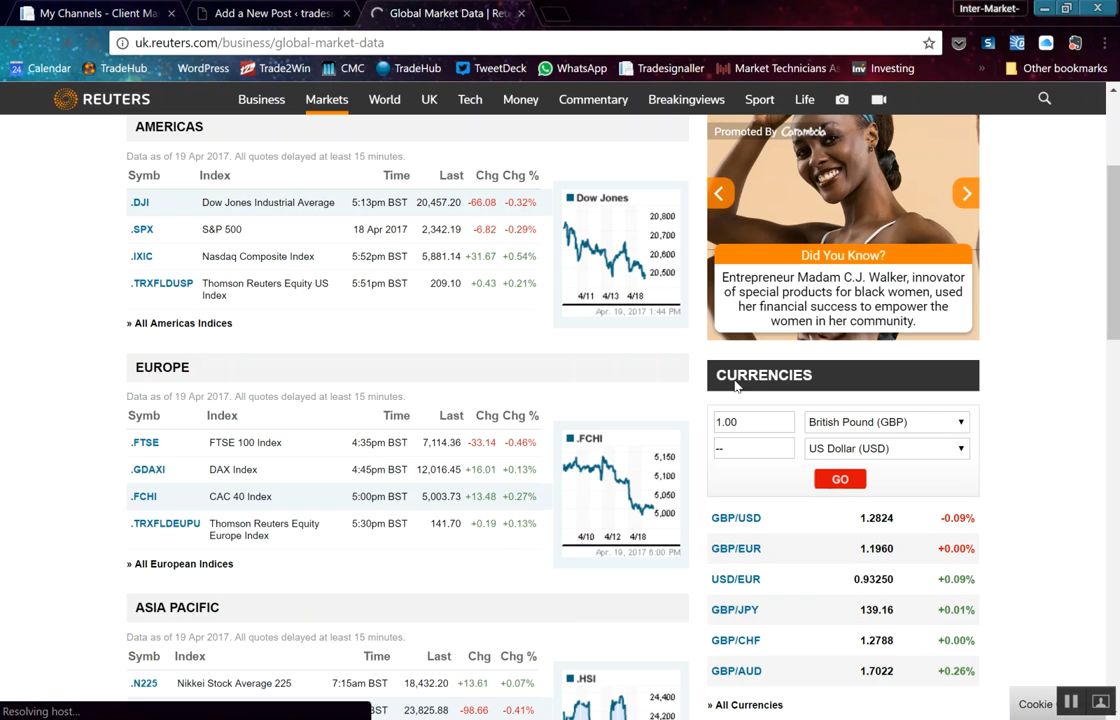 My Channels - Client Ma
Add a New Post ‹ tradesi
Global Market Data | Reu
Inter-Market-
uk.reuters.com/business/global-market-data
24 Calendar TradeHub WordPress Trade2Win CMC TradeHub TweetDeck WhatsApp Tradesignaller Market Technicians As Inv Investing » Other bookmarks
REUTERS Business Markets World UK Tech Money Commentary Breakingviews Sport Life
AMERICAS
Data as of 19 Apr 2017. All quotes delayed at least 15 minutes.
Symb Index Time Last Chg Chg %
.DJI Dow Jones Industrial Average 5:13pm BST 20,457.20 -66.08 -0.32%
.SPX S&P 500 18 Apr 2017 2,342.19 -6.82 -0.29%
.IXIC Nasdaq Composite Index 5:52pm BST 5,881.14 +31.67 +0.54%
.TRXFLDUSP Thomson Reuters Equity US 5:51pm BST 209.10 +0.43 +0.21%
Index
» All Americas Indices
Dow Jones
20,800
20,700
20,600
20,500
4/11 4/13 4/18
Apr. 19, 2017 1:44 PM
EUROPE
Data as of 19 Apr 2017. All quotes delayed at least 15 minutes.
Symb Index Time Last Chg Chg %
.FTSE FTSE 100 Index 4:35pm BST 7,114.36 -33.14 -0.46%
.GDAXI DAX Index 4:45pm BST 12,016.45 +16.01 +0.13%
.FCHI CAC 40 Index 5:00pm BST 5,003.73 +13.48 +0.27%
.TRXFLDEUPU Thomson Reuters Equity 5:30pm BST 141.70 +0.19 +0.13%
Europe Index
» All European Indices
.FCHI
5,150
5,100
5,050
5,000
4/10 4/12 4/18
Apr. 19, 2017 6:00 PM
ASIA PACIFIC
Data as of 19 Apr 2017. All quotes delayed at least 15 minutes.
Symb Index Time Last Chg Chg %
.N225 Nikkei Stock Average 225 7:15am BST 18,432.20 +13.61 +0.07%
23,825.88 -98.66 -0.41%
.HSI
24,400
24,200
Promoted By Carambola
Did You Know?
Entrepreneur Madam C.J. Walker, innovator
of special products for black women, used
her financial success to empower the
women in her community.
CURRENCIES
1.00 British Pound (GBP)
-- US Dollar (USD)
GO
GBP/USD 1.2824 -0.09%
GBP/EUR 1.1960 +0.00%
USD/EUR 0.93250 +0.09%
GBP/JPY 139.16 +0.01%
GBP/CHF 1.2788 +0.00%
GBP/AUD 1.7022 +0.26%
» All Currencies
Cookie
Resolving host...